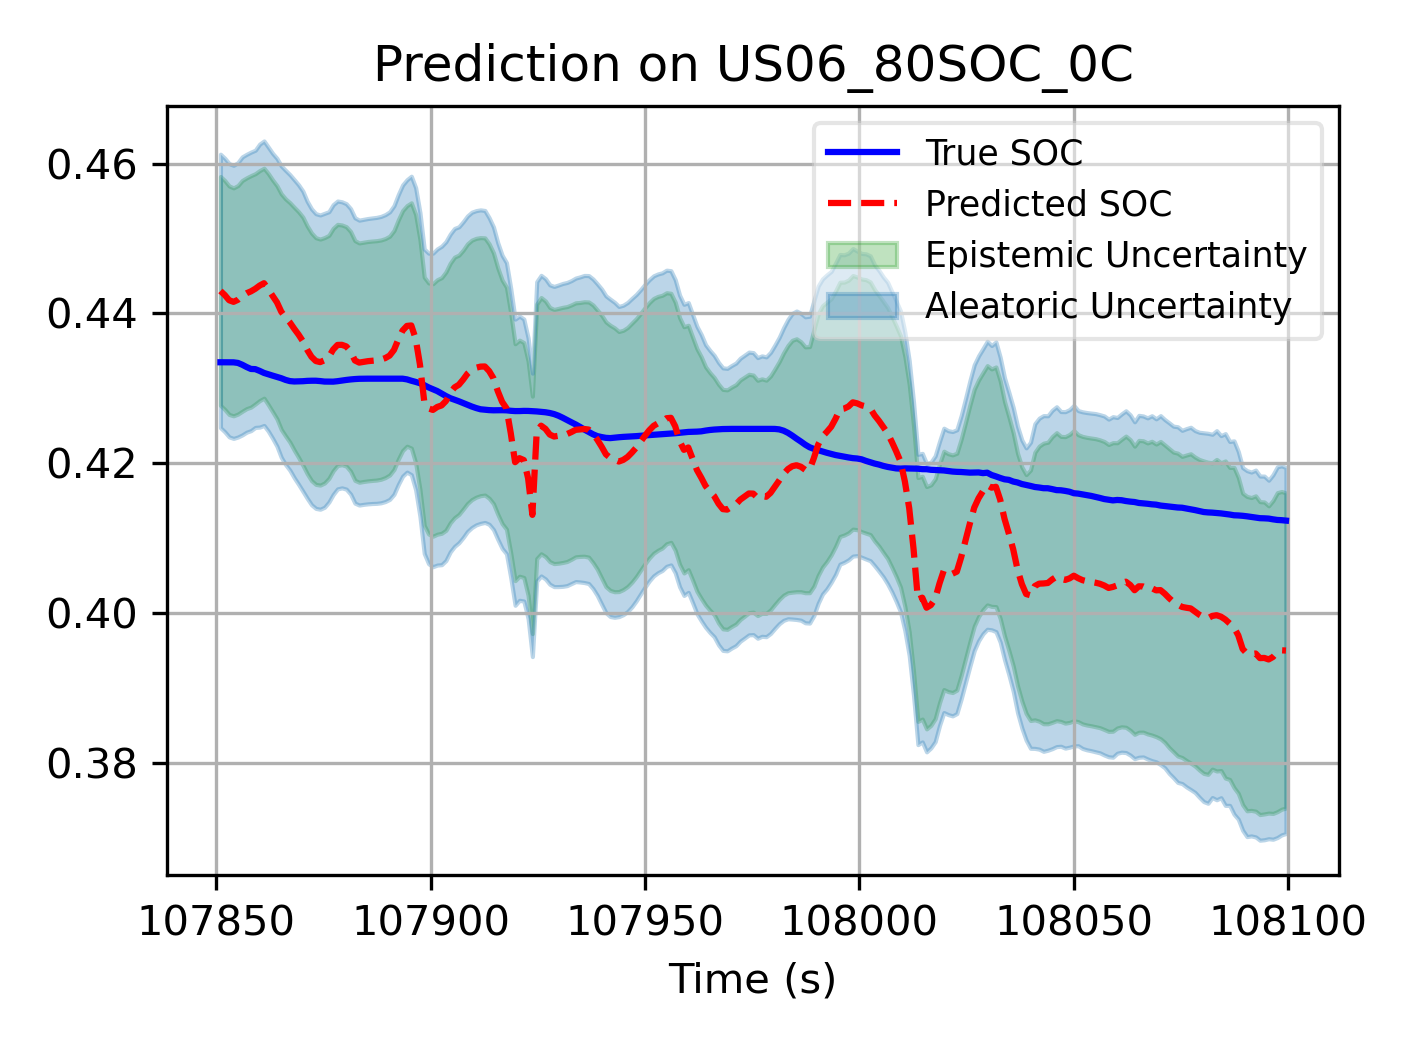 Prediction on US06_80SOC_0C
True SOC
Predicted SOC
Epistemic Uncertainty
Aleatoric Uncertainty
0.46
0.44
0.42
0.40
0.38
107850 107900 107950 108000 108050 108100
Time (s)